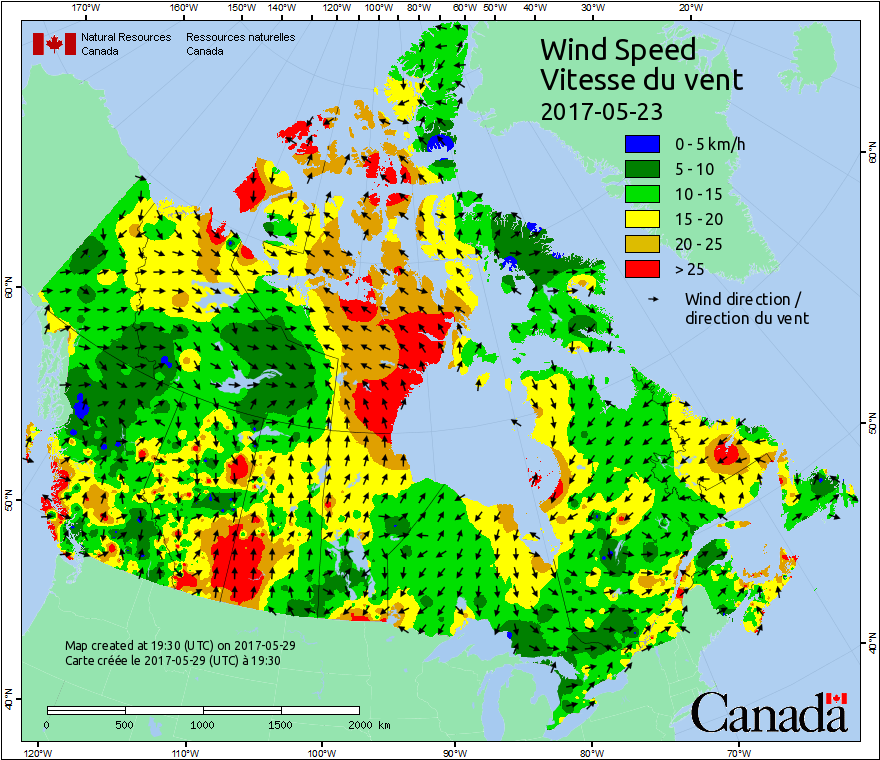 170°W 160°W 150°W 140°W 120°W 100°W 80°W 60°W 50°W 40°W 30°W 20°W
Natural Resources Canada
Ressources naturelles Canada
Wind Speed
Vitesse du vent
2017-05-23
0 - 5 km/h
5 - 10
10 - 15
15 - 20
20 - 25
> 25
Wind direction /
direction du vent
60°N
50°N
40°N
60°N
50°N
40°N
Map created at 19:30 (UTC) on 2017-05-29
Carte créée le 2017-05-29 (UTC) à 19:30
0 500 1000 1500 2000 km
Canada
120°W 110°W 100°W 90°W 80°W 70°W